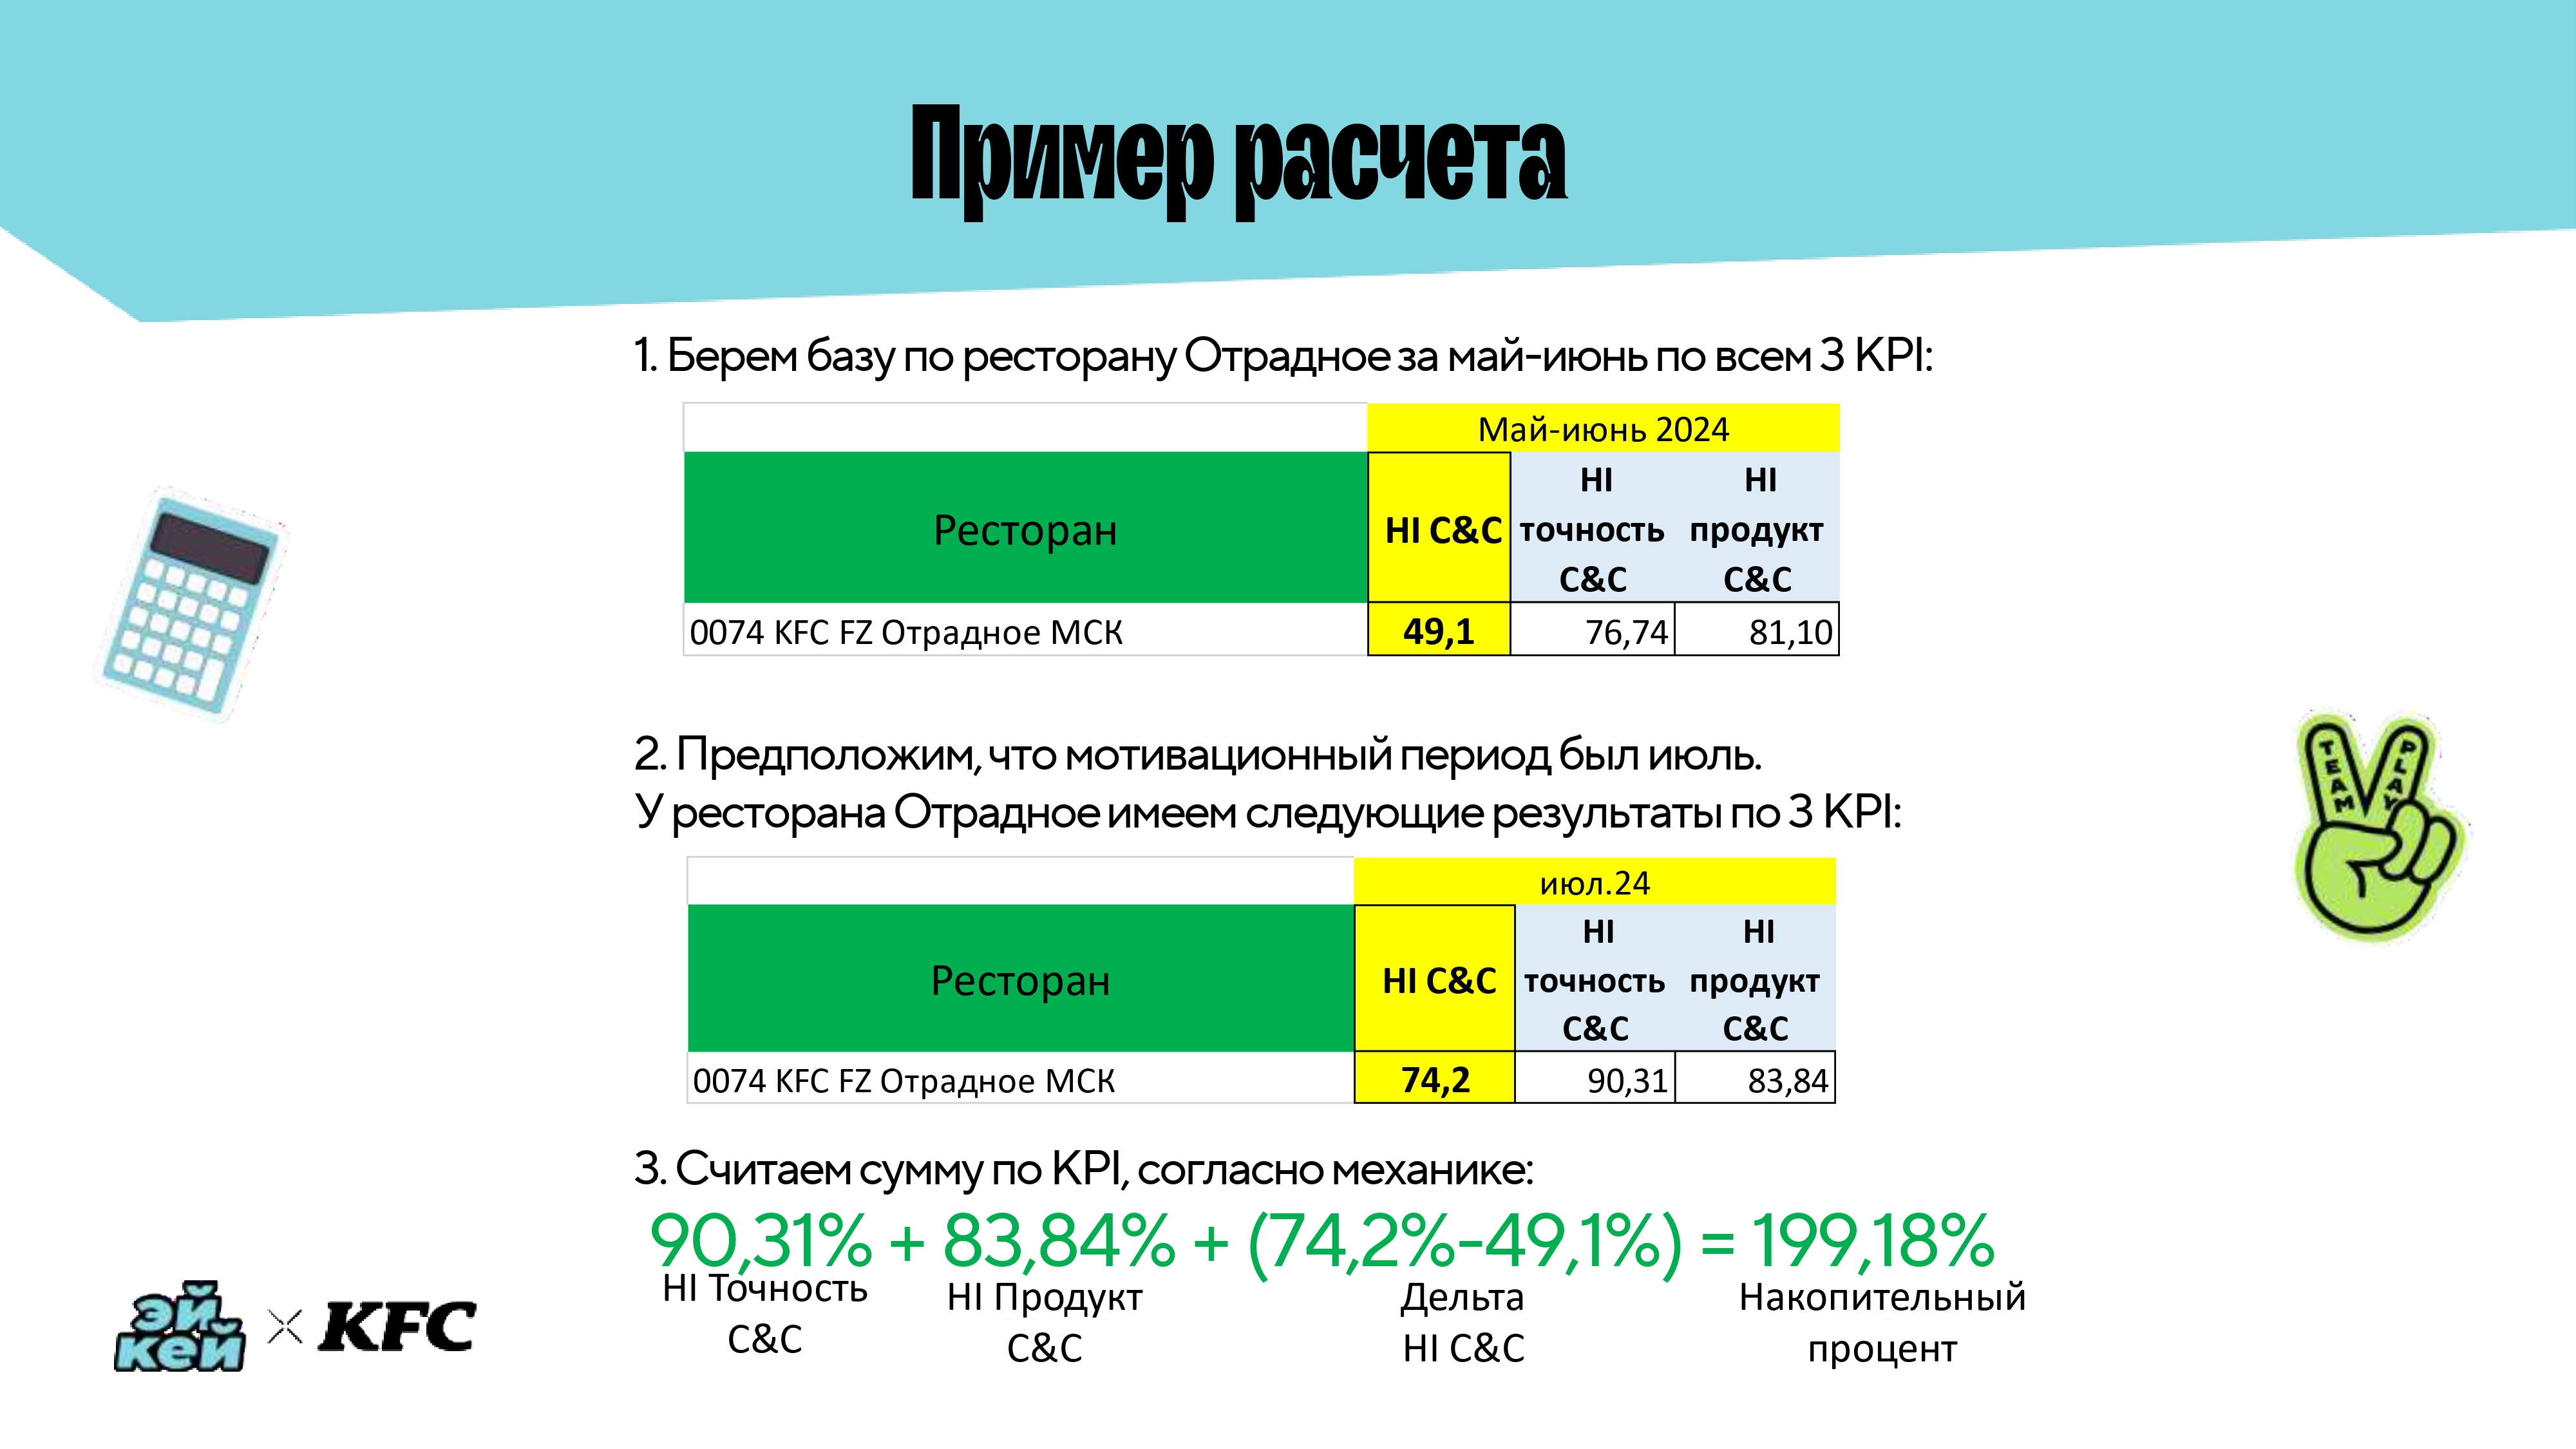 Пример расчета
1. Берем базу по ресторану Отрадное за май-июнь по всем 3 KPI:
Май-июнь 2024
Ресторан
HI C&C
HI точность C&C
HI продукт C&C
0074 KFC FZ Отрадное МСК 49,1 76,74 81,10
2. Предположим, что мотивационный период был июль.
У ресторана Отрадное имеем следующие результаты по 3 KPI:
июл.24
Ресторан
HI C&C
HI точность C&C
HI продукт C&C
0074 KFC FZ Отрадное МСК 74,2 90,31 83,84
TEAM PLAY
3. Считаем сумму по KPI, согласно механике:
90,31% + 83,84% + (74,2%-49,1%) = 199,18%
HI Точность C&C
HI Продукт C&C
Дельта HI C&C
Накопительный процент
эй кей × KFC